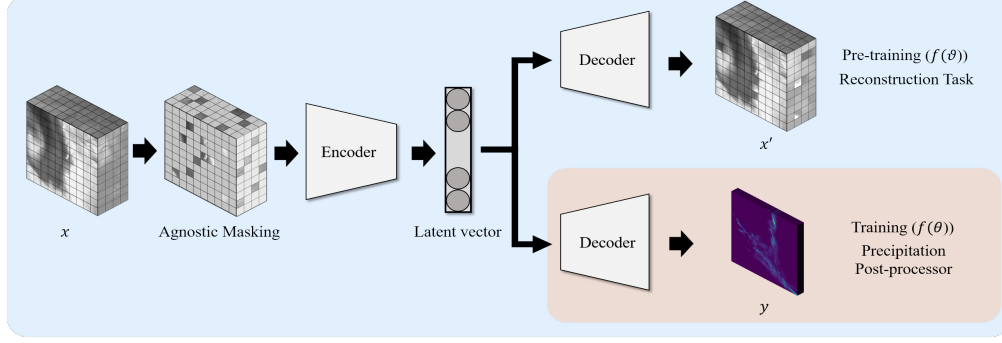 Decoder
Pre-training (f(ϑ))
Reconstruction Task
x′
Encoder
x
Agnostic Masking
Latent vector
Decoder
Training (f(θ))
Precipitation
Post-processor
y